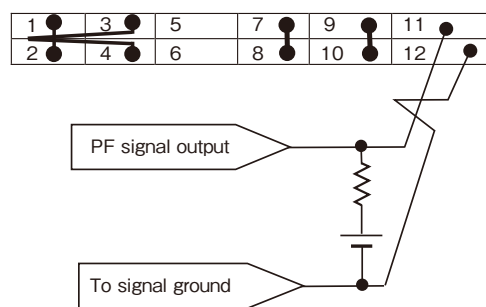 1 3 5 7 9 11
2 4 6 8 10 12
PF signal output
To signal ground